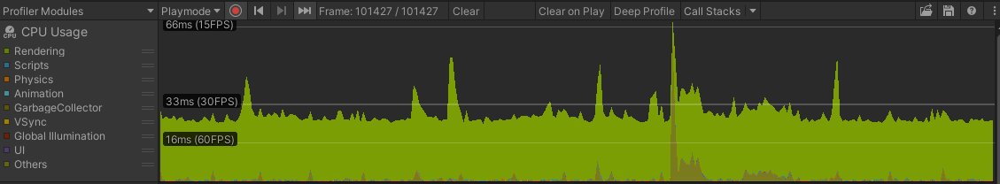 Profiler Modules Playmode Frame: 101427 / 101427 Clear Clear on Play Deep Profile Call Stacks
CPU Usage
CPU
Rendering
Scripts
Physics
Animation
GarbageCollector
VSync
Global Illumination
UI
Others
66ms (15FPS)
33ms (30FPS)
16ms (60FPS)